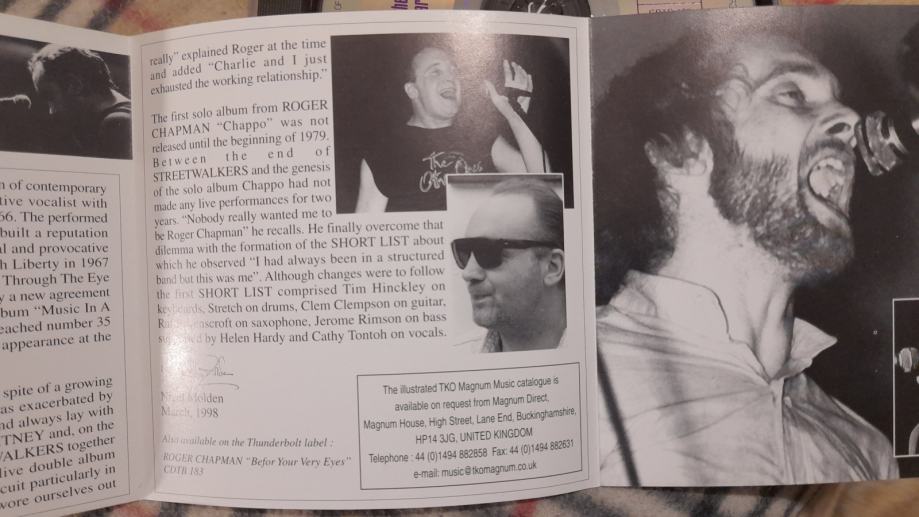 n of contemporary
tive vocalist with
66. The performed
built a reputation
al and provocative
h Liberty in 1967
Through The Eye
y a new agreement
bum "Music In A
eached number 35
appearance at the
spite of a growing
as exacerbated by
nd always lay with
TNEY and, on the
WALKERS together
live double album
cuit particularly in
wore ourselves out
really" explained Roger at the time
and added "Charlie and I just
exhausted the working relationship."
The first solo album from ROGER
CHAPMAN "Chappo" was not
released until the beginning of 1979.
Between the end of
STREETWALKERS and the genesis
of the solo album Chappo had not
made any live performances for two
years. "Nobody really wanted me to
be Roger Chapman" he recalls. He finally overcome that
dilemma with the formation of the SHORT LIST about
which he observed "I had always been in a structured
band but this was me". Although changes were to follow
the first SHORT LIST comprised Tim Hinckley on
keyboards, Stretch on drums, Clem Clempson on guitar,
enscroft on saxophone, Jerome Rimson on bass
by Helen Hardy and Cathy Tontoh on vocals.
Nigel Molden
March, 1998
Also available on the Thunderbolt label :
ROGER CHAPMAN "Befor Your Very Eyes"
CDTB 183
The illustrated TKO Magnum Music catalogue is
available on request from Magnum Direct,
Magnum House, High Street, Lane End, Buckinghamshire,
HP14 3JG, UNITED KINGDOM
Telephone : 44 (0)1494 882858 Fax: 44 (0)1494 882631
e-mail: music@tkomagnum.co.uk